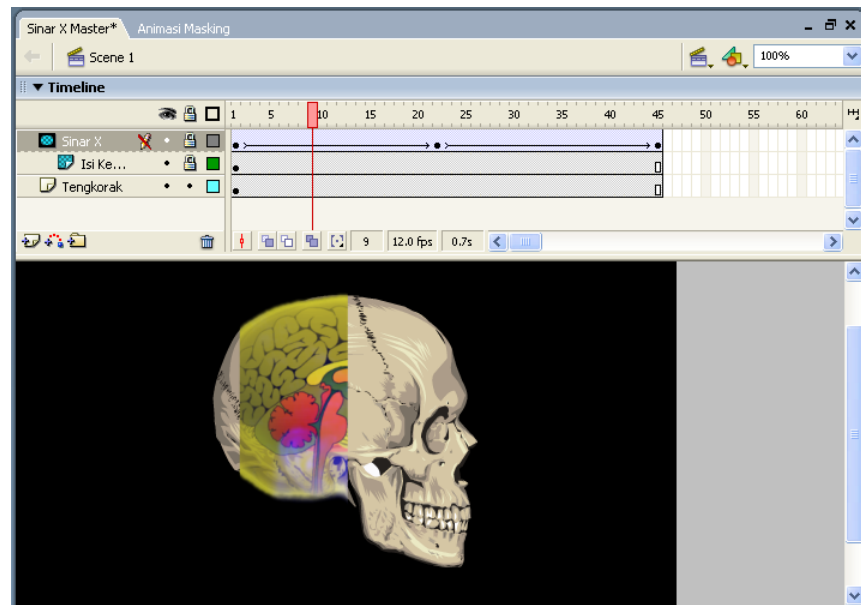 Sinar X Master* Animasi Masking
Scene 1 100%
Timeline
1 5 10 15 20 25 30 35 40 45 50 55 60
Sinar X
Isi Ke...
Tengkorak
9 12.0 fps 0.7s